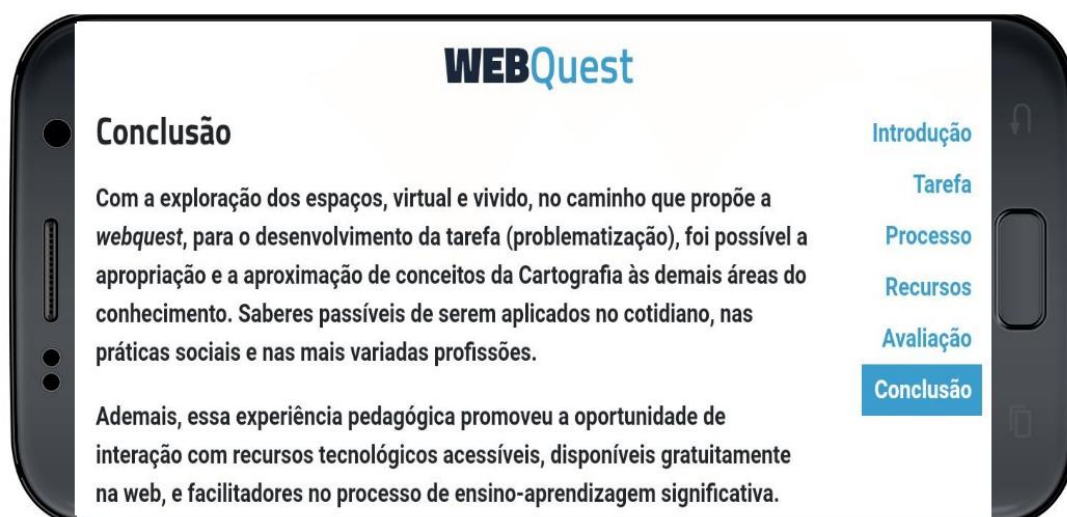 WEBQuest
Conclusão
Com a exploração dos espaços, virtual e vivido, no caminho que propõe a
webquest, para o desenvolvimento da tarefa (problematização), foi possível a
apropriação e a aproximação de conceitos da Cartografia às demais áreas do
conhecimento. Saberes passíveis de serem aplicados no cotidiano, nas
práticas sociais e nas mais variadas profissões.
Ademais, essa experiência pedagógica promoveu a oportunidade de
interação com recursos tecnológicos acessíveis, disponíveis gratuitamente
na web, e facilitadores no processo de ensino-aprendizagem significativa.
Introdução
Tarefa
Processo
Recursos
Avaliação
Conclusão